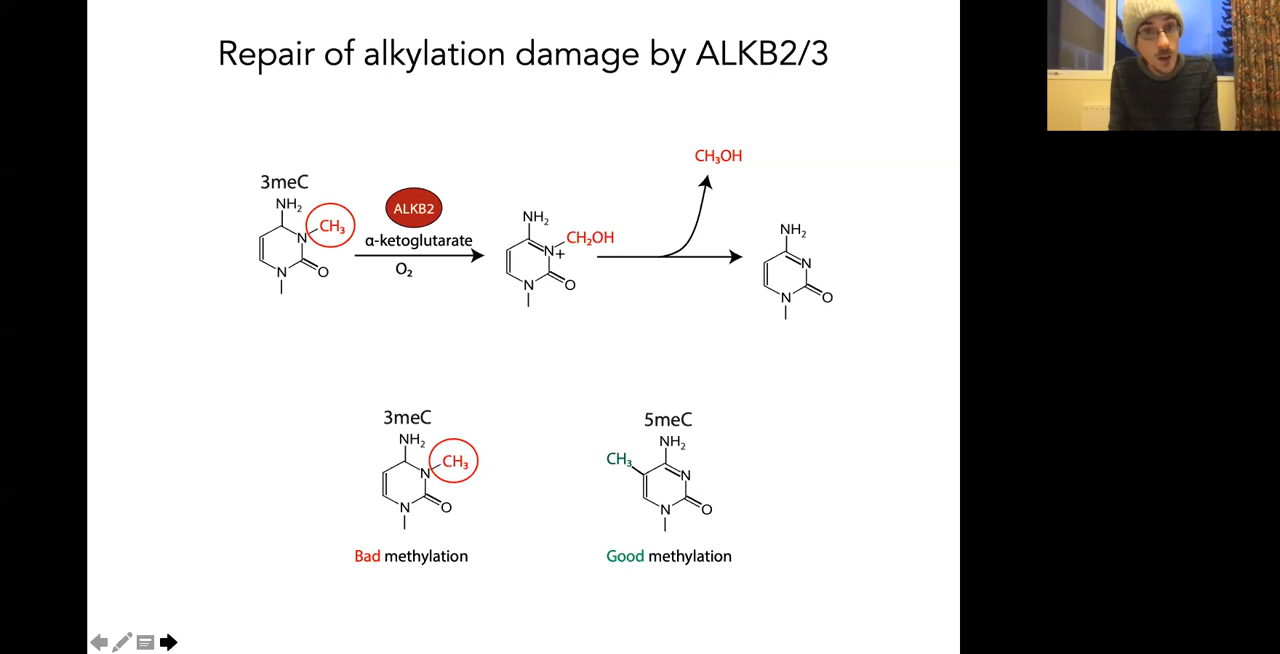 Repair of alkylation damage by ALKB2/3
3meC
NH₂
CH₃
N
N
O
ALKB2
α-ketoglutarate
O₂
NH₂
CH₂OH
N+
N
O
CH₃OH
NH₂
N
N
O
3meC
NH₂
CH₃
N
N
O
Bad methylation
5meC
NH₂
CH₃
N
N
O
Good methylation